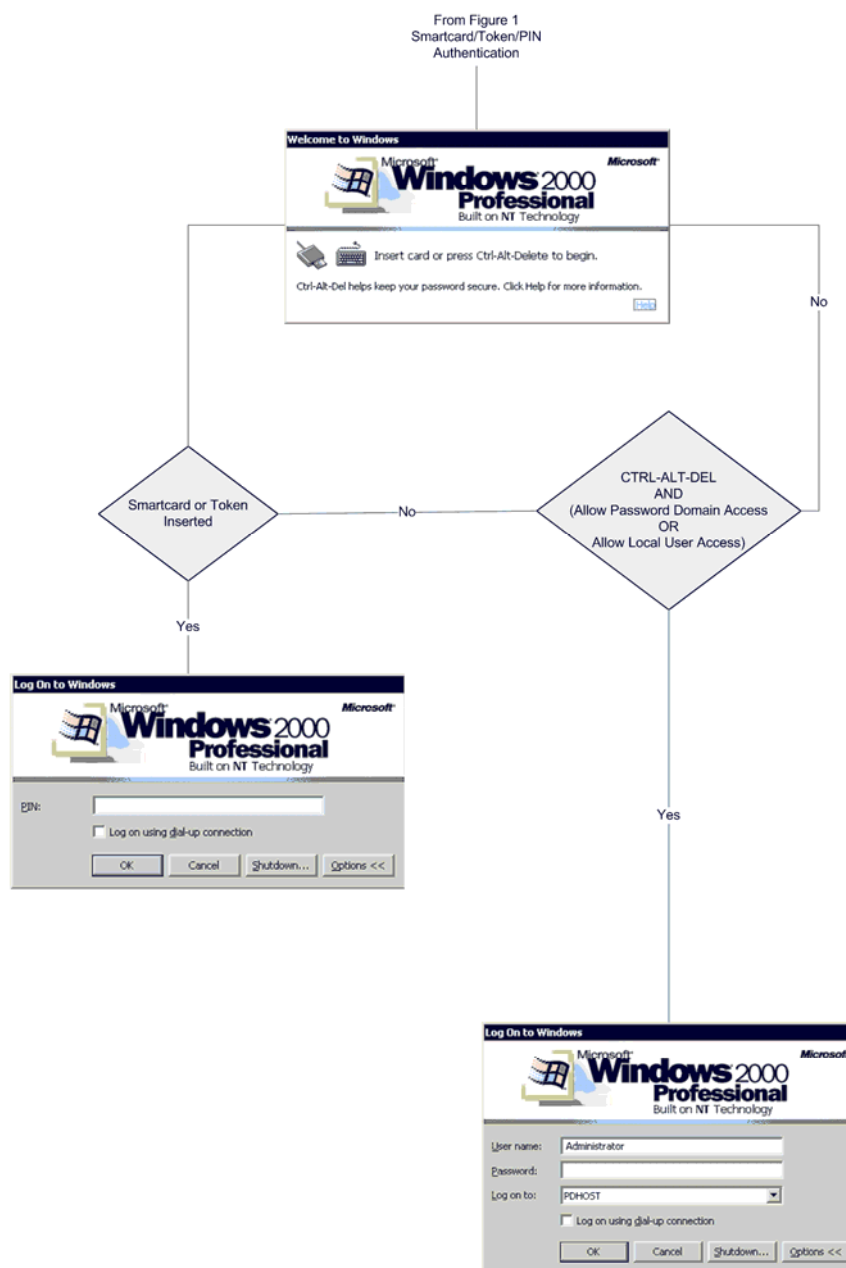 From Figure 1
Smartcard/Token/PIN
Authentication
Welcome to Windows
Microsoft
Microsoft
Windows 2000
Professional
Built on NT Technology
Insert card or press Ctrl-Alt-Delete to begin.
Ctrl-Alt-Del helps keep your password secure. Click Help for more information.
Help
No
CTRL-ALT-DEL
AND
(Allow Password Domain Access
OR
Allow Local User Access)
Smartcard or Token
Inserted
No
Yes
Log On to Windows
Microsoft
Microsoft
Windows 2000
Professional
Built on NT Technology
PIN:
Log on using dial-up connection
OK Cancel Shutdown... Options <<
Yes
Log On to Windows
Microsoft
Microsoft
Windows 2000
Professional
Built on NT Technology
User name: Administrator
Password:
Log on to: PDHOST
Log on using dial-up connection
OK Cancel Shutdown... Options <<